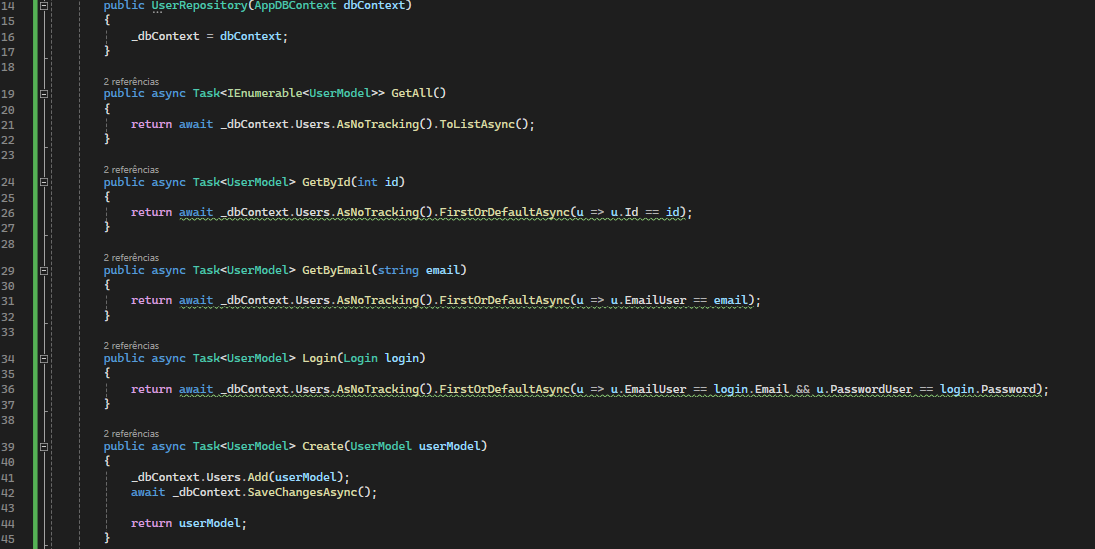 14 public UserRepository(AppDBContext dbContext)
15 {
16 _dbContext = dbContext;
17 }
18
2 referências
19 public async Task<IEnumerable<UserModel>> GetAll()
20 {
21 return await _dbContext.Users.AsNoTracking().ToListAsync();
22 }
23
2 referências
24 public async Task<UserModel> GetById(int id)
25 {
26 return await _dbContext.Users.AsNoTracking().FirstOrDefaultAsync(u => u.Id == id);
27 }
28
2 referências
29 public async Task<UserModel> GetByEmail(string email)
30 {
31 return await _dbContext.Users.AsNoTracking().FirstOrDefaultAsync(u => u.EmailUser == email);
32 }
33
2 referências
34 public async Task<UserModel> Login(Login login)
35 {
36 return await _dbContext.Users.AsNoTracking().FirstOrDefaultAsync(u => u.EmailUser == login.Email && u.PasswordUser == login.Password);
37 }
38
2 referências
39 public async Task<UserModel> Create(UserModel userModel)
40 {
41 _dbContext.Users.Add(userModel);
42 await _dbContext.SaveChangesAsync();
43
44 return userModel;
45 }